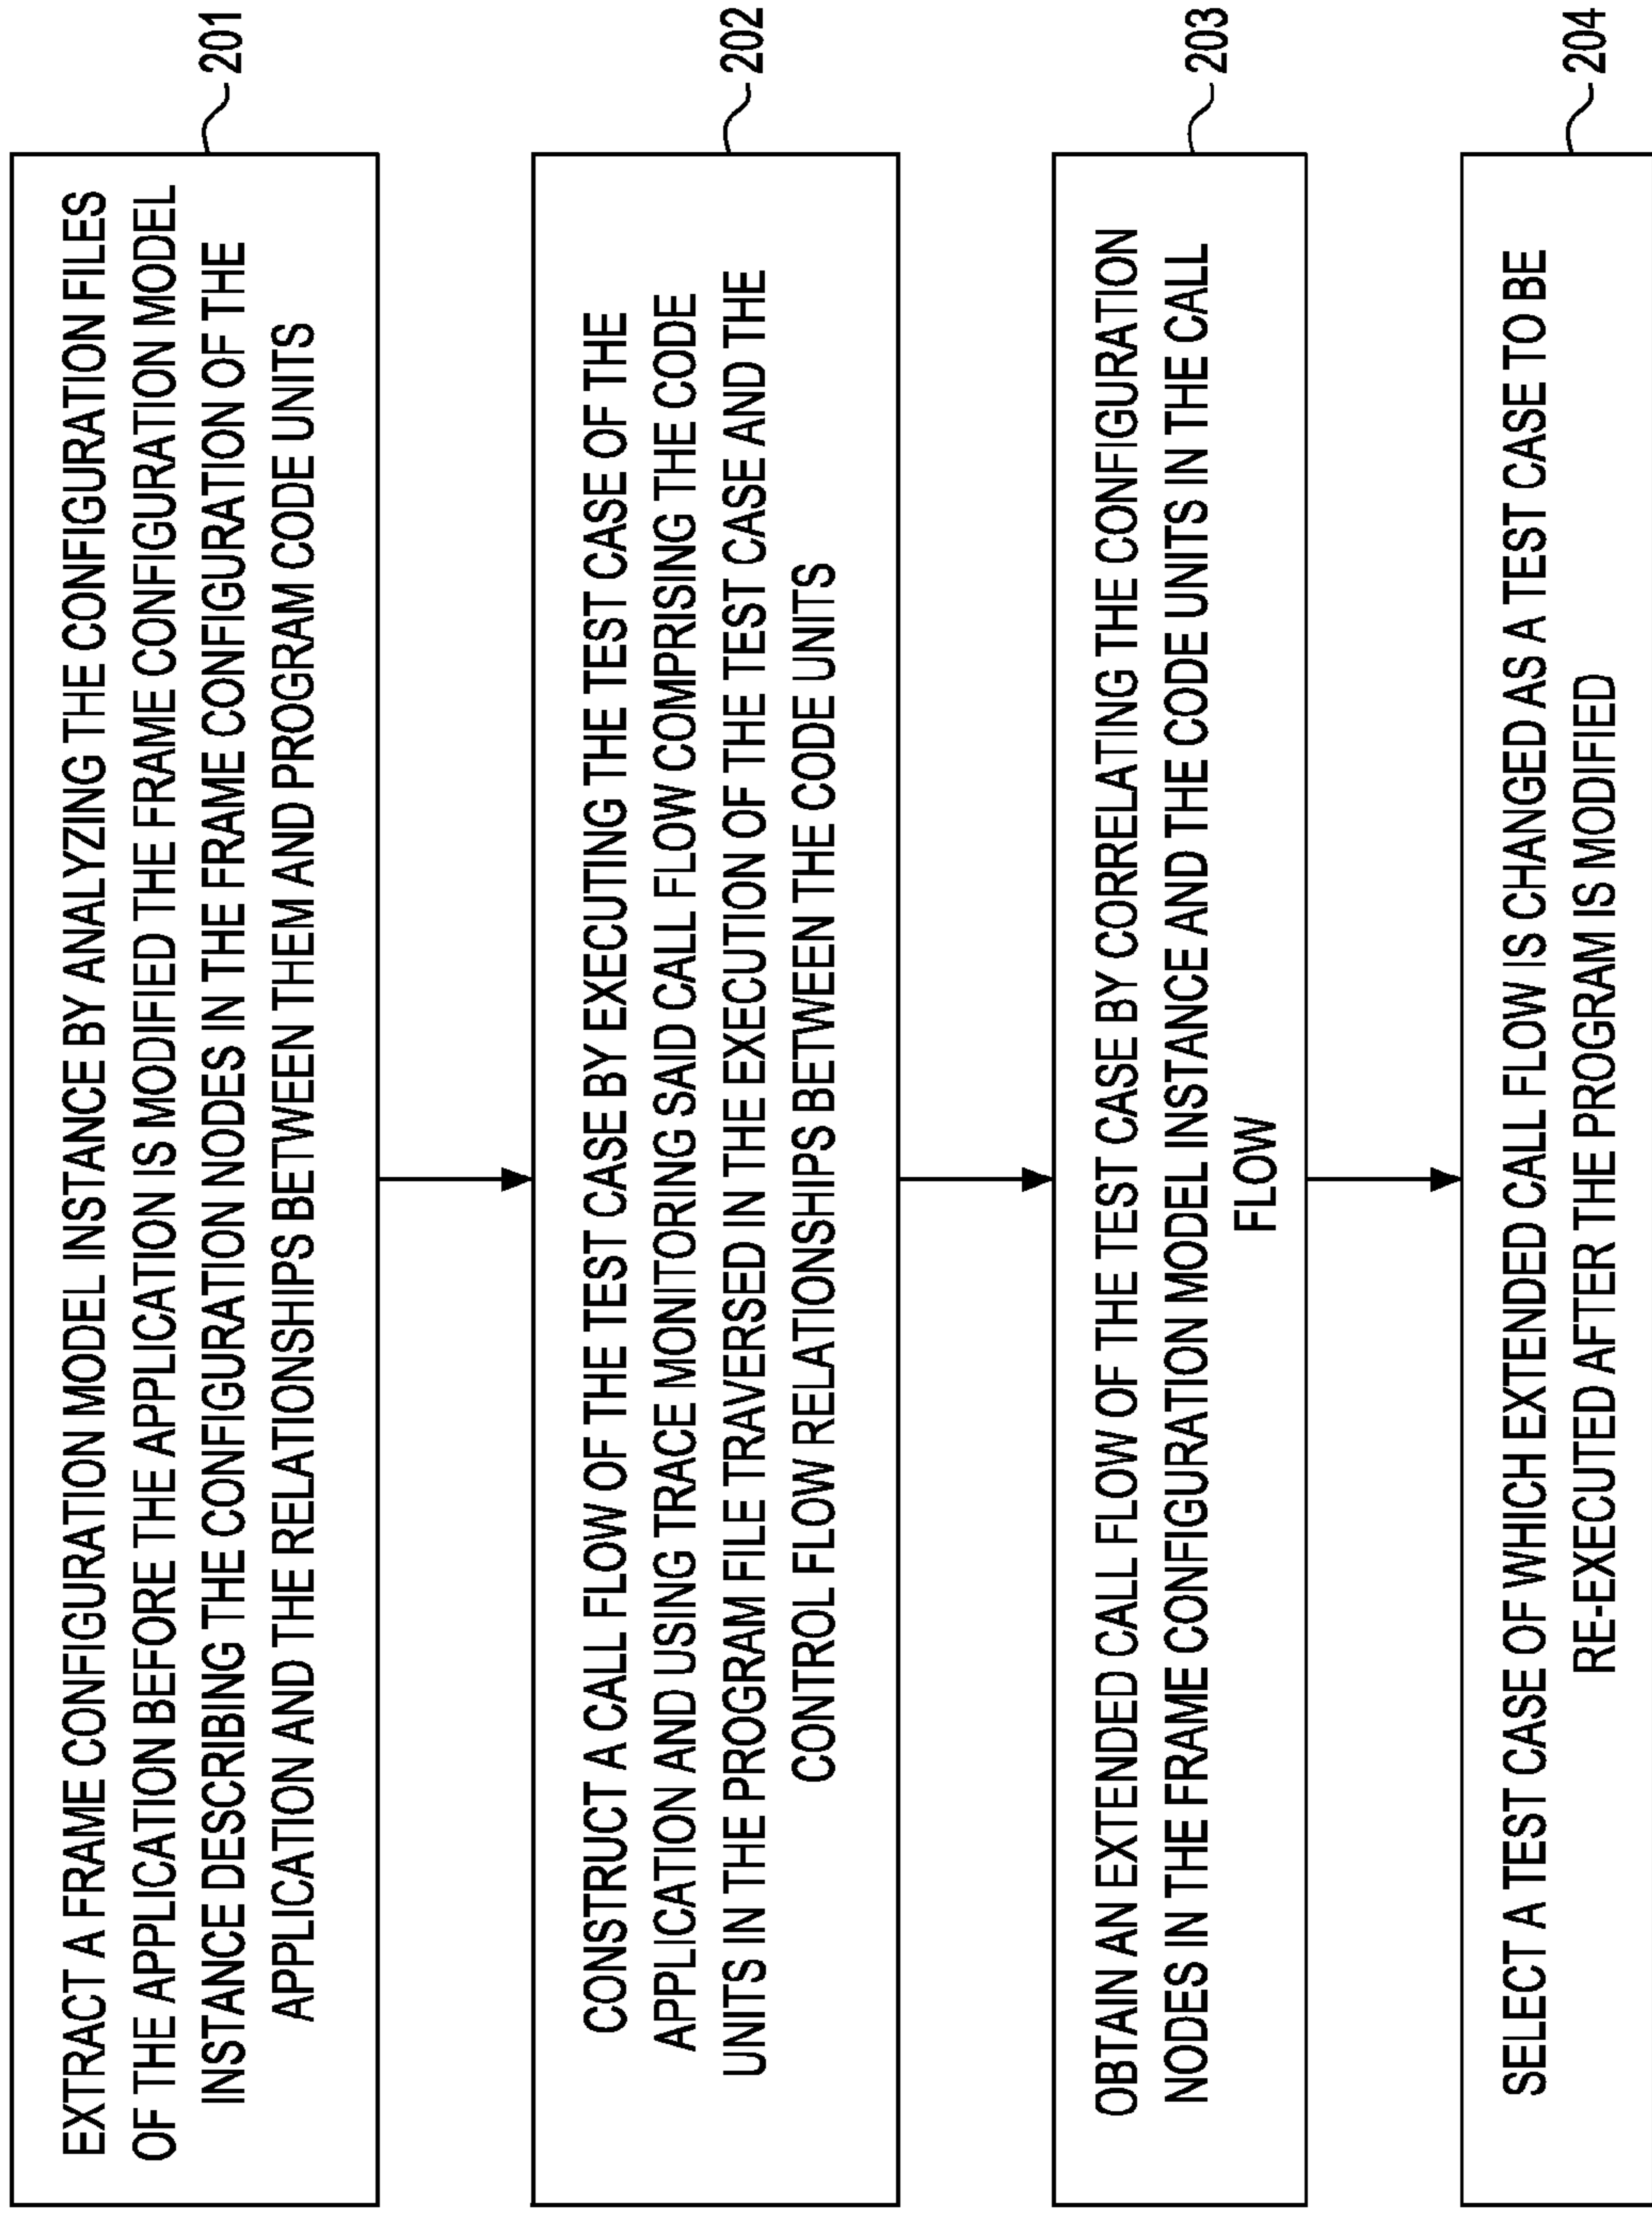 EXTRACT A FRAME CONFIGURATION MODEL INSTANCE BY ANALYZING THE CONFIGURATION FILES
OF THE APPLICATION BEFORE THE APPLICATION IS MODIFIED THE FRAME CONFIGURATION MODEL
INSTANCE DESCRIBING THE CONFIGURATION NODES IN THE FRAME CONFIGURATION OF THE
APPLICATION AND THE RELATIONSHIPS BETWEEN THEM AND PROGRAM CODE UNITS
201
CONSTRUCT A CALL FLOW OF THE TEST CASE BY EXECUTING THE TEST CASE OF THE
APPLICATION AND USING TRACE MONITORING SAID CALL FLOW COMPRISING THE CODE
UNITS IN THE PROGRAM FILE TRAVERSED IN THE EXECUTION OF THE TEST CASE AND THE
CONTROL FLOW RELATIONSHIPS BETWEEN THE CODE UNITS
202
OBTAIN AN EXTENDED CALL FLOW OF THE TEST CASE BY CORRELATING THE CONFIGURATION
NODES IN THE FRAME CONFIGURATION MODEL INSTANCE AND THE CODE UNITS IN THE CALL
FLOW
203
SELECT A TEST CASE OF WHICH EXTENDED CALL FLOW IS CHANGED AS A TEST CASE TO BE
RE-EXECUTED AFTER THE PROGRAM IS MODIFIED
204